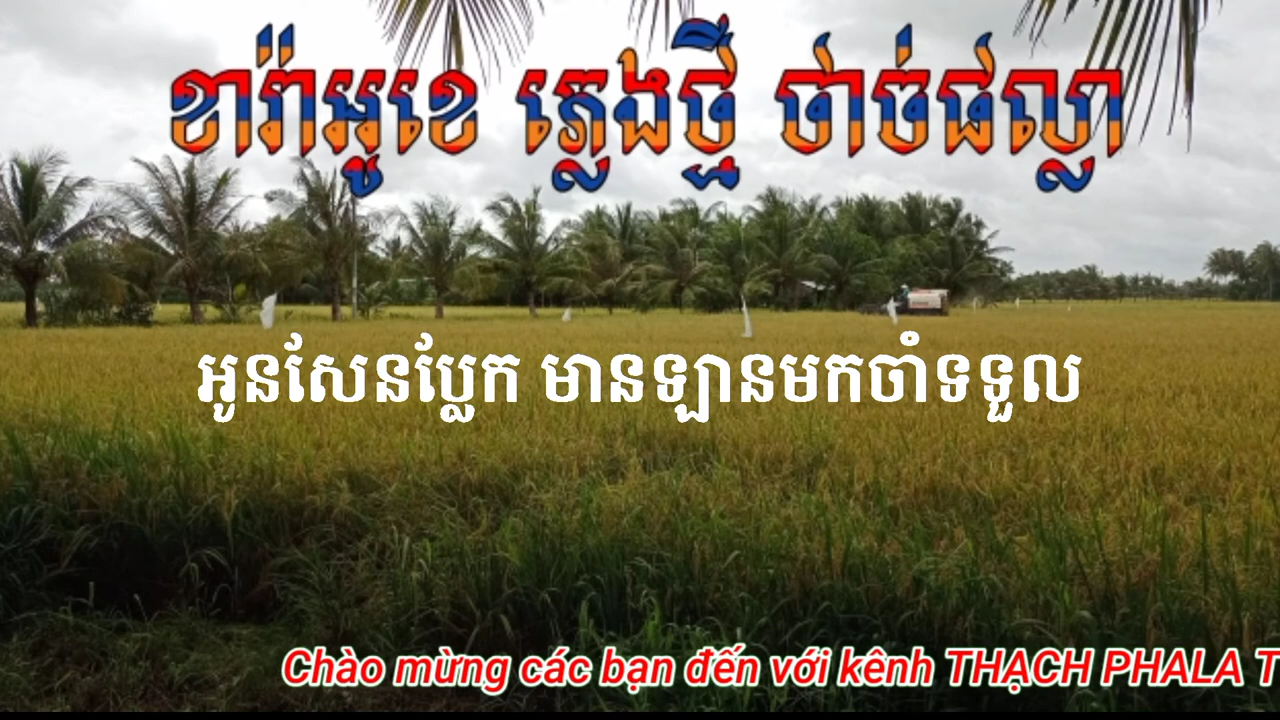 ខារ៉ាអូខេ ភ្លេងថ្មី ថាច់ផល្លា
អូនសែនប្លែក មានឡានមកចាំទទួល
Chào mừng các bạn đến với kênh THẠCH PHALA T